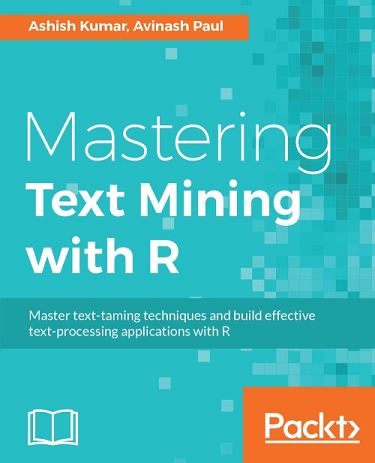 Ashish Kumar, Avinash Paul
Mastering
Text Mining
with R
Master text-taming techniques and build effective
text-processing applications with R
Packt>